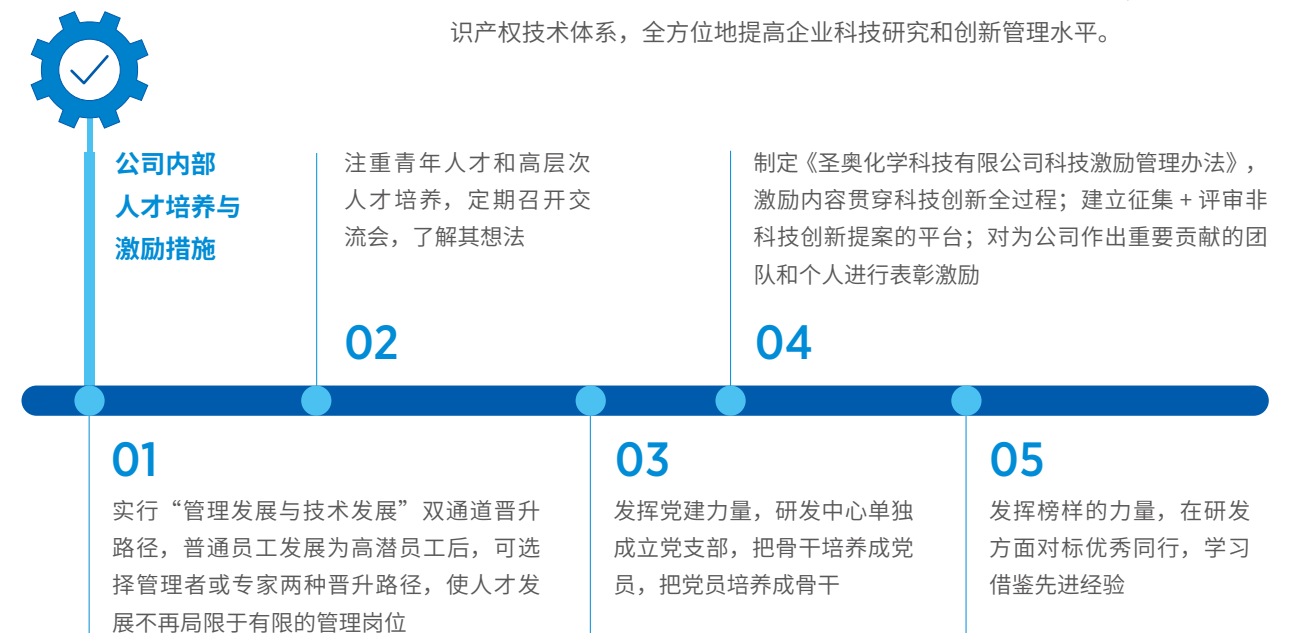 识产权技术体系，全方位地提高企业科技研究和创新管理水平。
公司内部
人才培养与
激励措施
01
实行“管理发展与技术发展”双通道晋升
路径，普通员工发展为高潜员工后，可选
择管理者或专家两种晋升路径，使人才发
展不再局限于有限的管理岗位
注重青年人才和高层次
人才培养，定期召开交
流会，了解其想法
02
03
发挥党建力量，研发中心单独
成立党支部，把骨干培养成党
员，把党员培养成骨干
制定《圣奥化学科技有限公司科技激励管理办法》，
激励内容贯穿科技创新全过程；建立征集 + 评审非
科技创新提案的平台；对为公司作出重要贡献的团
队和个人进行表彰激励
04
05
发挥榜样的力量，在研发
方面对标优秀同行，学习
借鉴先进经验